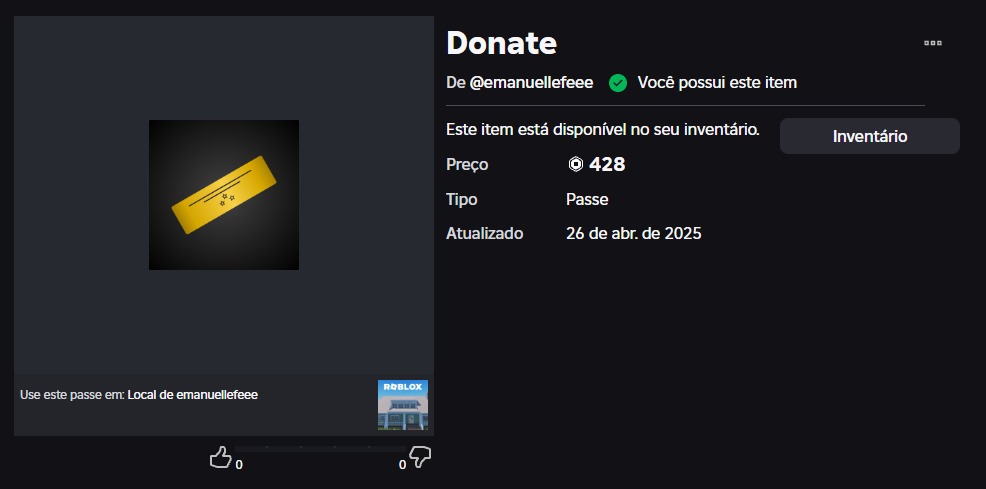 Donate
De @emanuellefeee Você possui este item
Este item está disponível no seu inventário.
Inventário
Preço 428
Tipo Passe
Atualizado 26 de abr. de 2025
Use este passe em: Local de emanuellefeee
ROBLOX
0 0